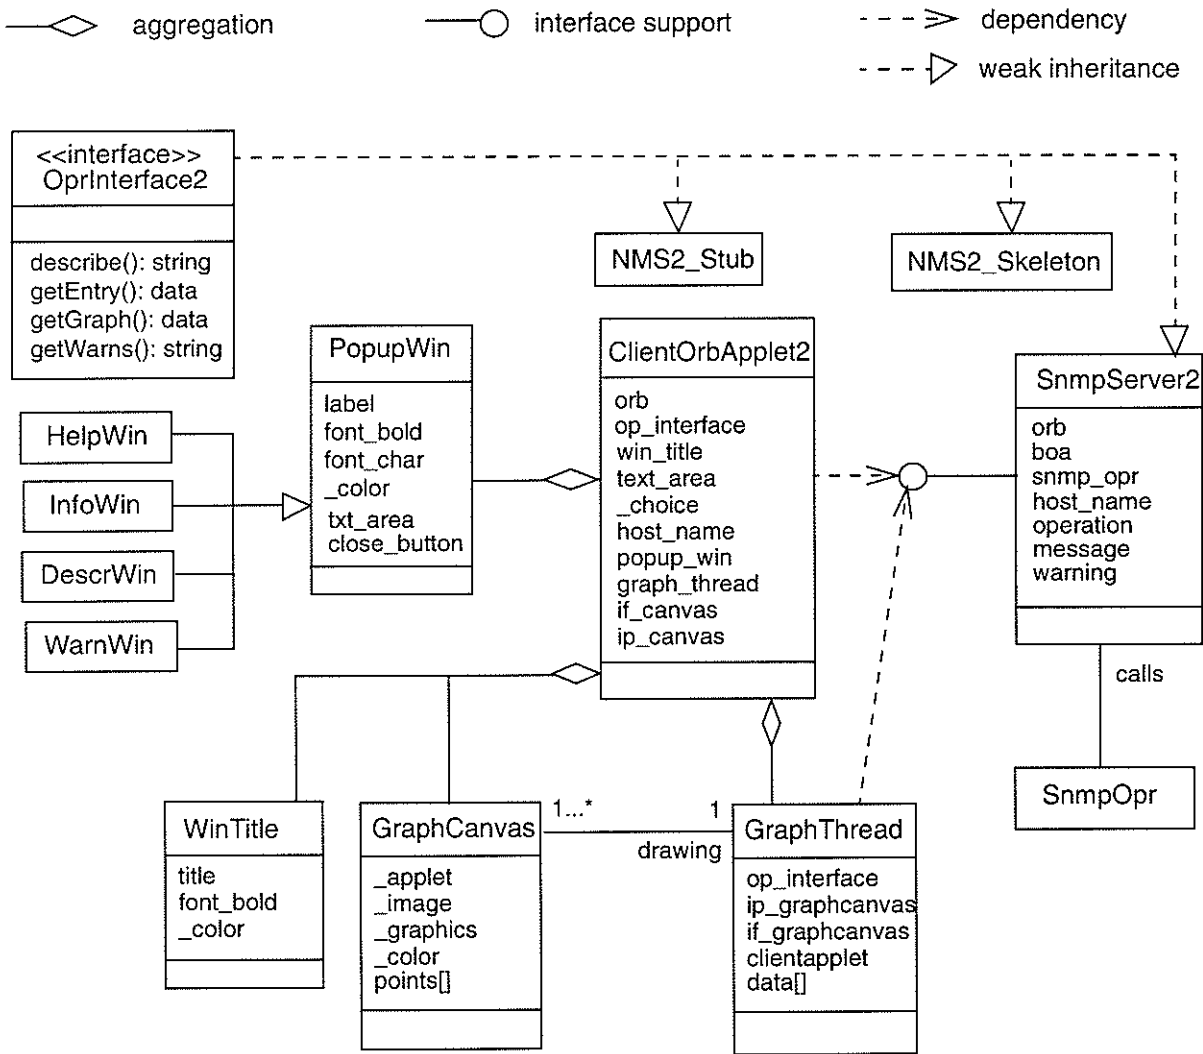 aggregation
interface support
dependency
weak inheritance
<<interface>>
OprInterface2
describe(): string
getEntry(): data
getGraph(): data
getWarns(): string
NMS2_Stub
NMS2_Skeleton
PopupWin
label
font_bold
font_char
_color
txt_area
close_button
ClientOrbApplet2
orb
op_interface
win_title
text_area
_choice
host_name
popup_win
graph_thread
if_canvas
ip_canvas
SnmpServer2
orb
boa
snmp_opr
host_name
operation
message
warning
HelpWin
InfoWin
DescrWin
WarnWin
calls
SnmpOpr
WinTitle
title
font_bold
_color
GraphCanvas
_applet
_image
_graphics
_color
points[]
1...*
1
drawing
GraphThread
op_interface
ip_graphcanvas
if_graphcanvas
clientapplet
data[]